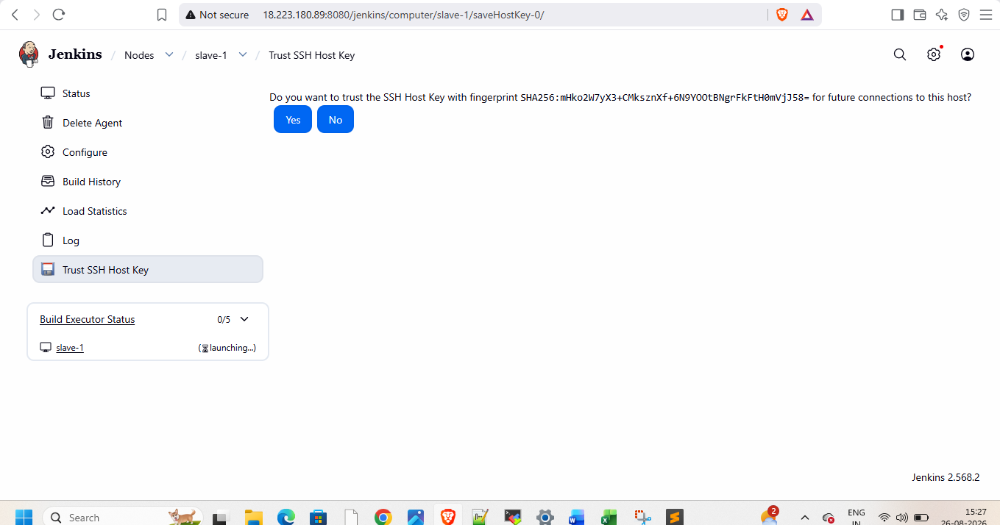 Not secure 18.223.180.89:8080/jenkins/computer/slave-1/saveHostKey-0/
Jenkins / Nodes / slave-1 / Trust SSH Host Key
Status
Delete Agent
Configure
Build History
Load Statistics
Log
Trust SSH Host Key
Do you want to trust the SSH Host Key with fingerprint SHA256:mHko2W7yX3+CMksznXf+6N9YOOtBNgrFkFtH0mVjJ58= for future connections to this host?
Yes No
Build Executor Status 0/5
slave-1 (launching...)
Jenkins 2.568.2
Search
2
ENG
IN
15:27
26-08-2026